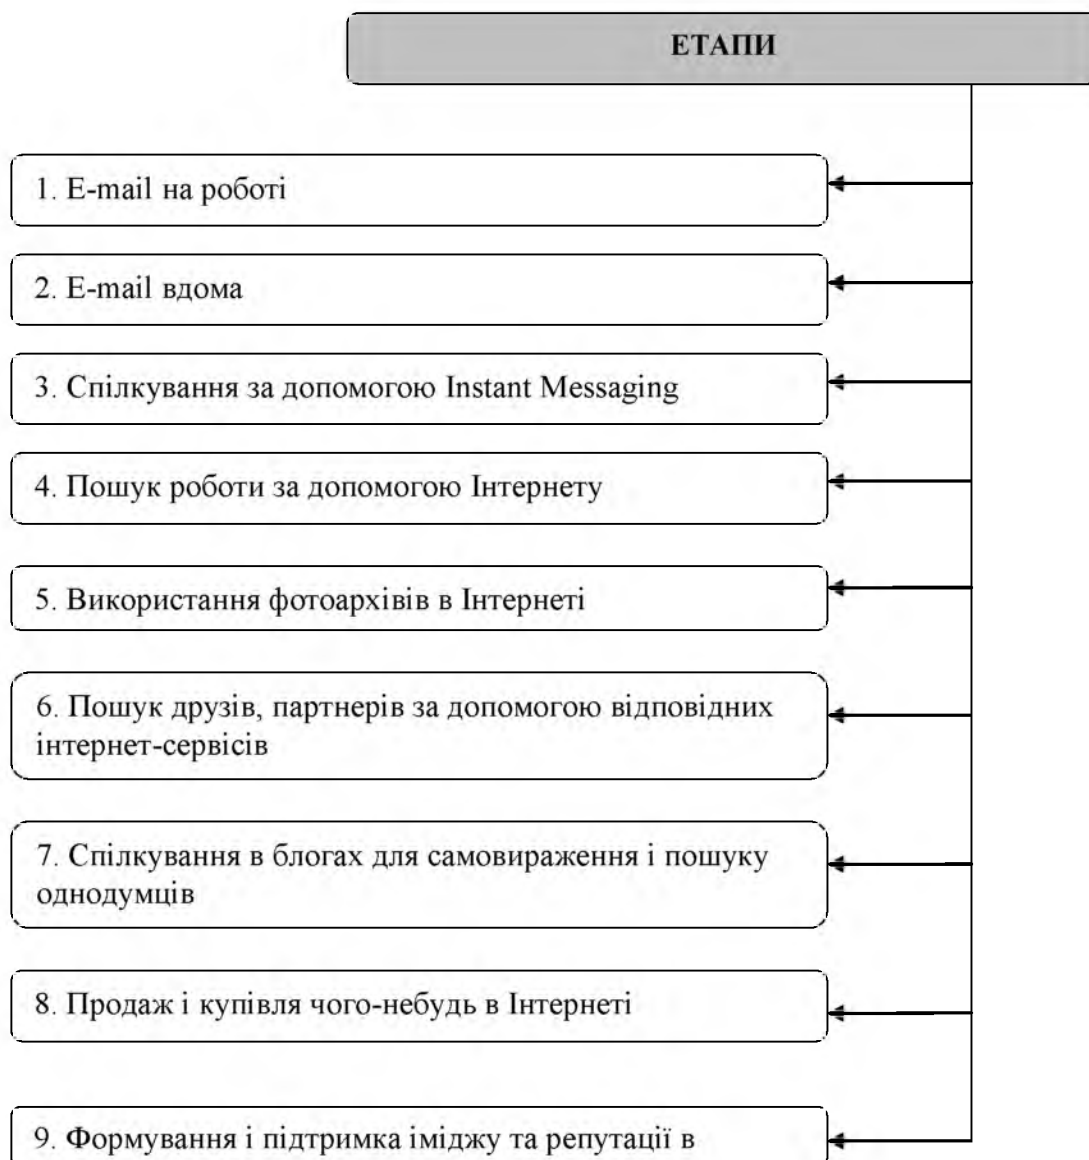 ЕТАПИ
1. E-mail на роботі
2. E-mail вдома
3. Спілкування за допомогою Instant Messaging
4. Пошук роботи за допомогою Інтернету
5. Використання фотоархівів в Інтернеті
6. Пошук друзів, партнерів за допомогою відповідних
інтернет-сервісів
7. Спілкування в блогах для самовираження і пошуку
однодумців
8. Продаж і купівля чого-небудь в Інтернеті
9. Формування і підтримка іміджу та репутації в